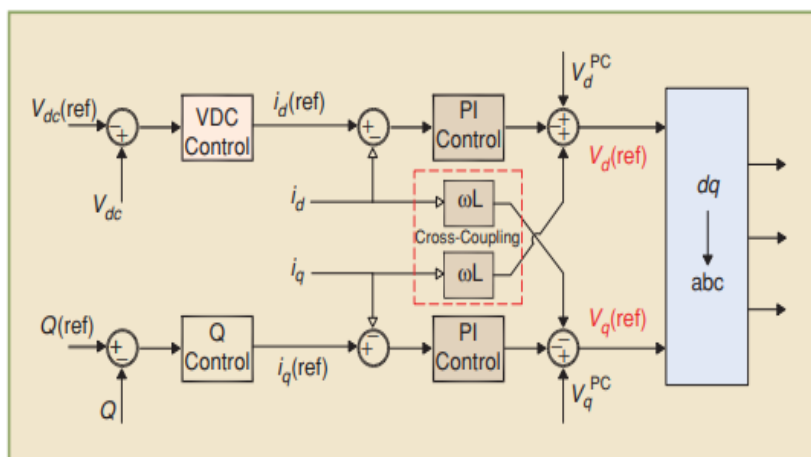 V_d^PC
V_dc(ref)
VDC
Control
i_d(ref)
PI
Control
V_d(ref)
V_dc
i_d
ωL
Cross-Coupling
i_q
ωL
dq
abc
Q(ref)
Q
Control
i_q(ref)
PI
Control
V_q(ref)
Q
V_q^PC